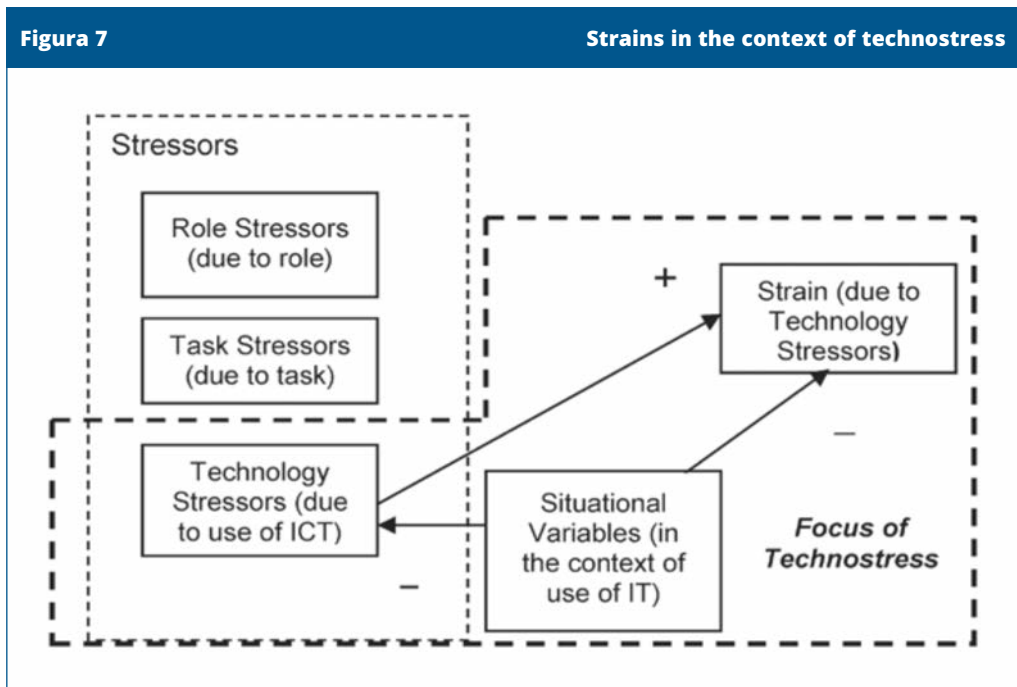 Figura 7
Strains in the context of technostress
Stressors
Role Stressors
(due to role)
Task Stressors
(due to task)
Technology
Stressors (due
to use of ICT)
–
+
Strain (due to
Technology
Stressors)
–
Situational
Variables (in
the context of
use of IT)
Focus of
Technostress